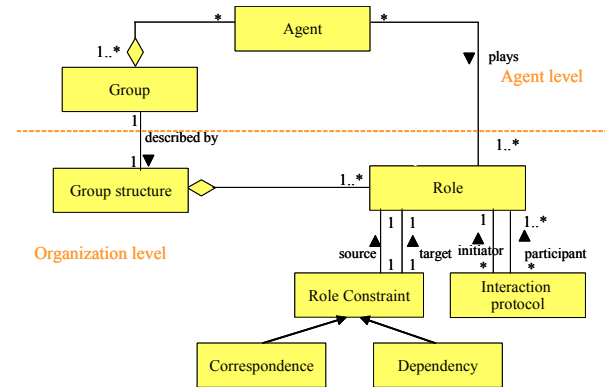 * Agent *
1..* plays
Group Agent level
1
described by
1 1..* 1..*
Group structure Role
Organization level
1 1 1 1..*
source target initiator participant
1 1 * *
Role Constraint Interaction
protocol
Correspondence Dependency